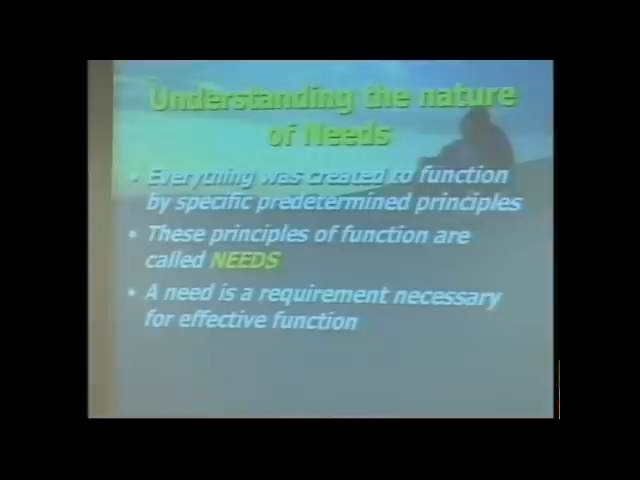 Understanding the nature
of Needs
• Everything was created to function
by specific predetermined principles
• These principles of function are
called NEEDS
• A need is a requirement necessary
for effective function